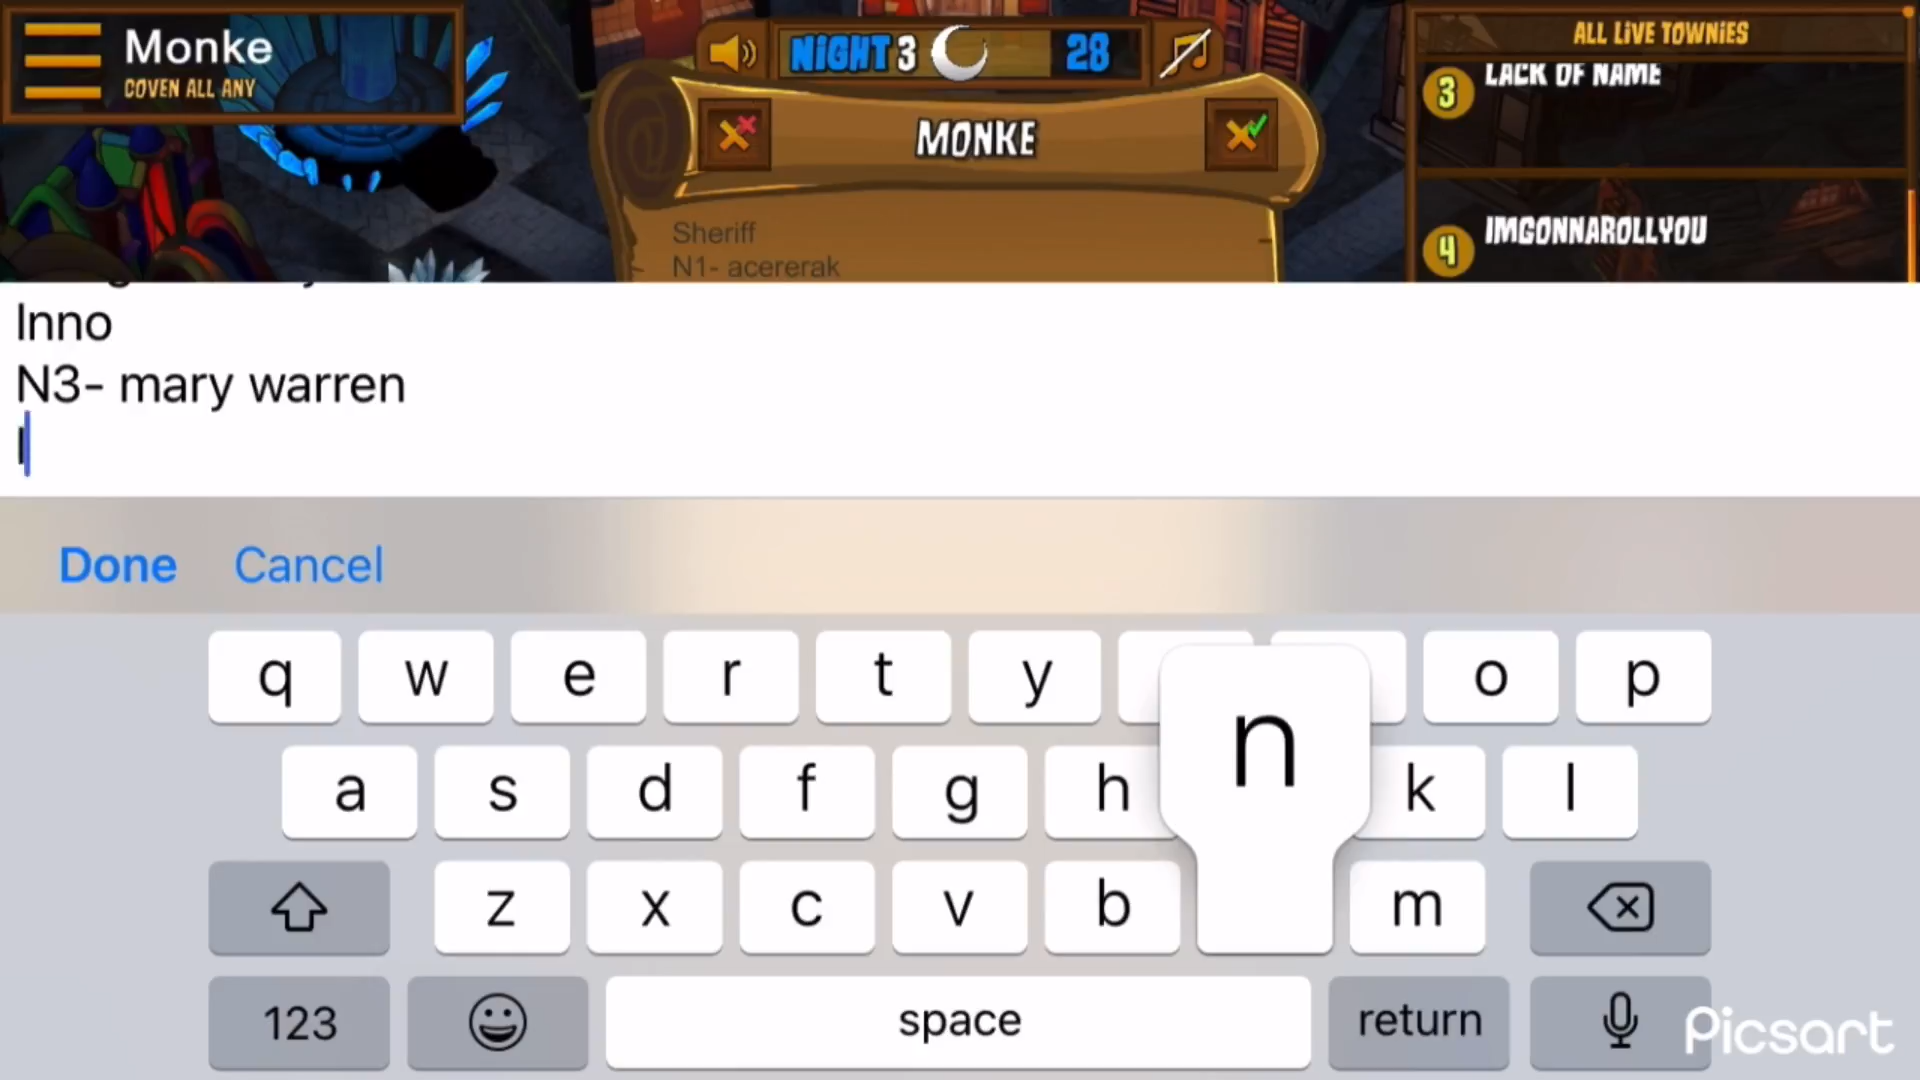 Monke
COVEN ALL ANY
NIGHT 3
28
ALL LIVE TOWNIES
3
LACK OF NAME
MONKE
4
IMGONNAROLLYOU
Sheriff
N1- acererak
Inno
N3- mary warren
I
Done Cancel
q w e r t y o p
a s d f g h n k l
z x c v b m
123 space return
Picsart